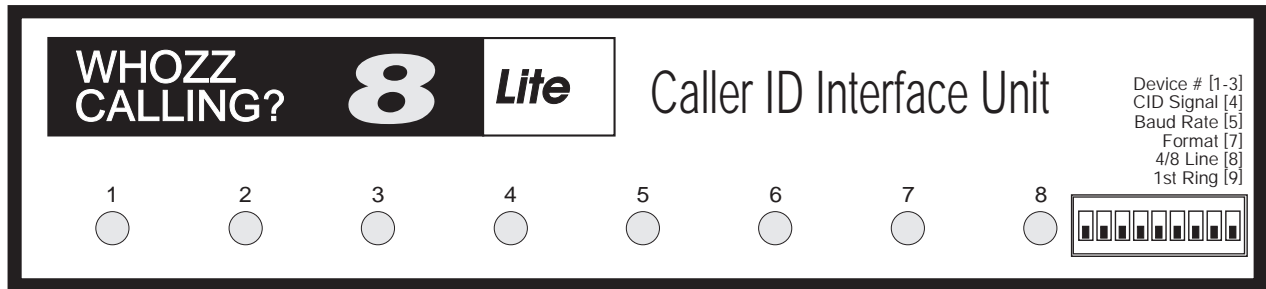 WHOZZ
CALLING?
8
Lite
Caller ID Interface Unit
Device # [1-3]
CID Signal [4]
Baud Rate [5]
Format [7]
4/8 Line [8]
1st Ring [9]
1 2 3 4 5 6 7 8